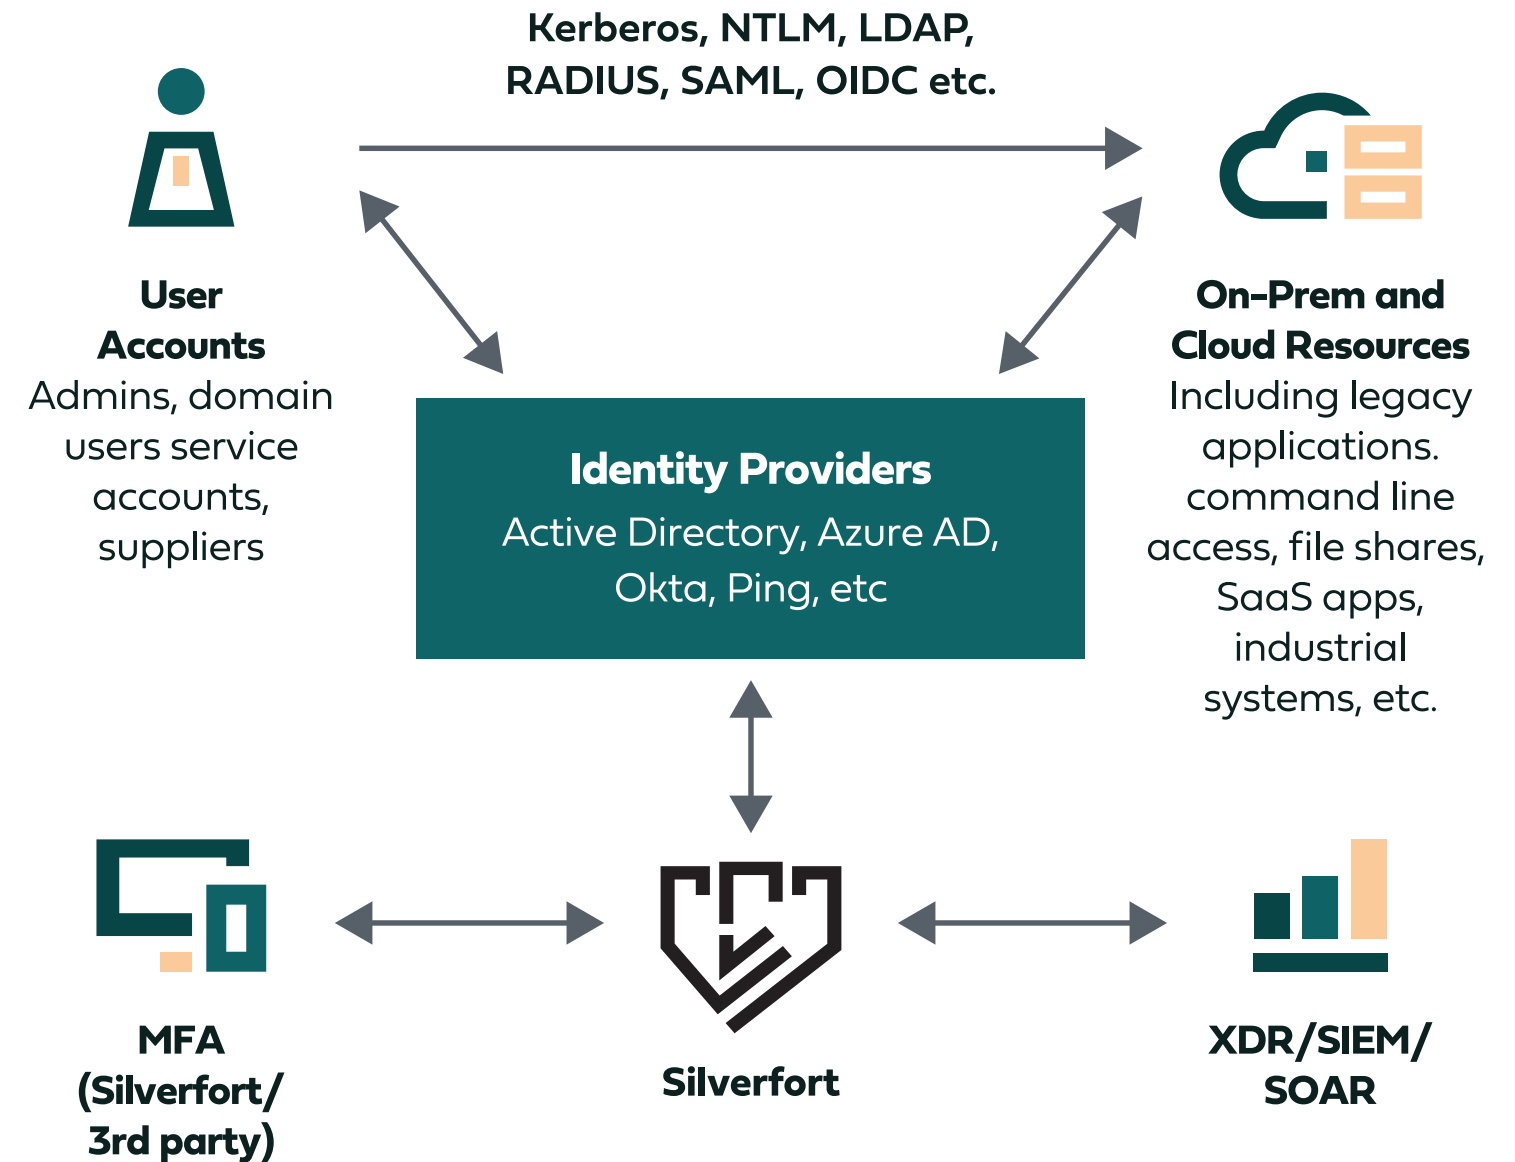 Kerberos, NTLM, LDAP,
RADIUS, SAML, OIDC etc.
User
Accounts
Admins, domain
users service
accounts,
suppliers
On-Prem and
Cloud Resources
Including legacy
applications.
command line
access, file shares,
SaaS apps,
industrial
systems, etc.
Identity Providers
Active Directory, Azure AD,
Okta, Ping, etc
MFA
(Silverfort/
3rd party)
Silverfort
XDR/SIEM/
SOAR